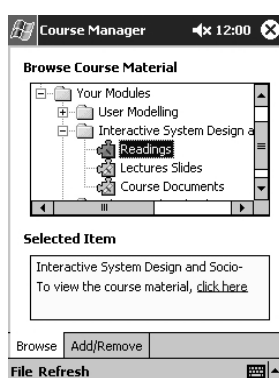 Course Manager 12:00
Browse Course Material
Your Modules
User Modelling
Interactive System Design a
Readings
Lectures Slides
Course Documents
Selected Item
Interactive System Design and Socio-
To view the course material, click here
Browse Add/Remove
File Refresh